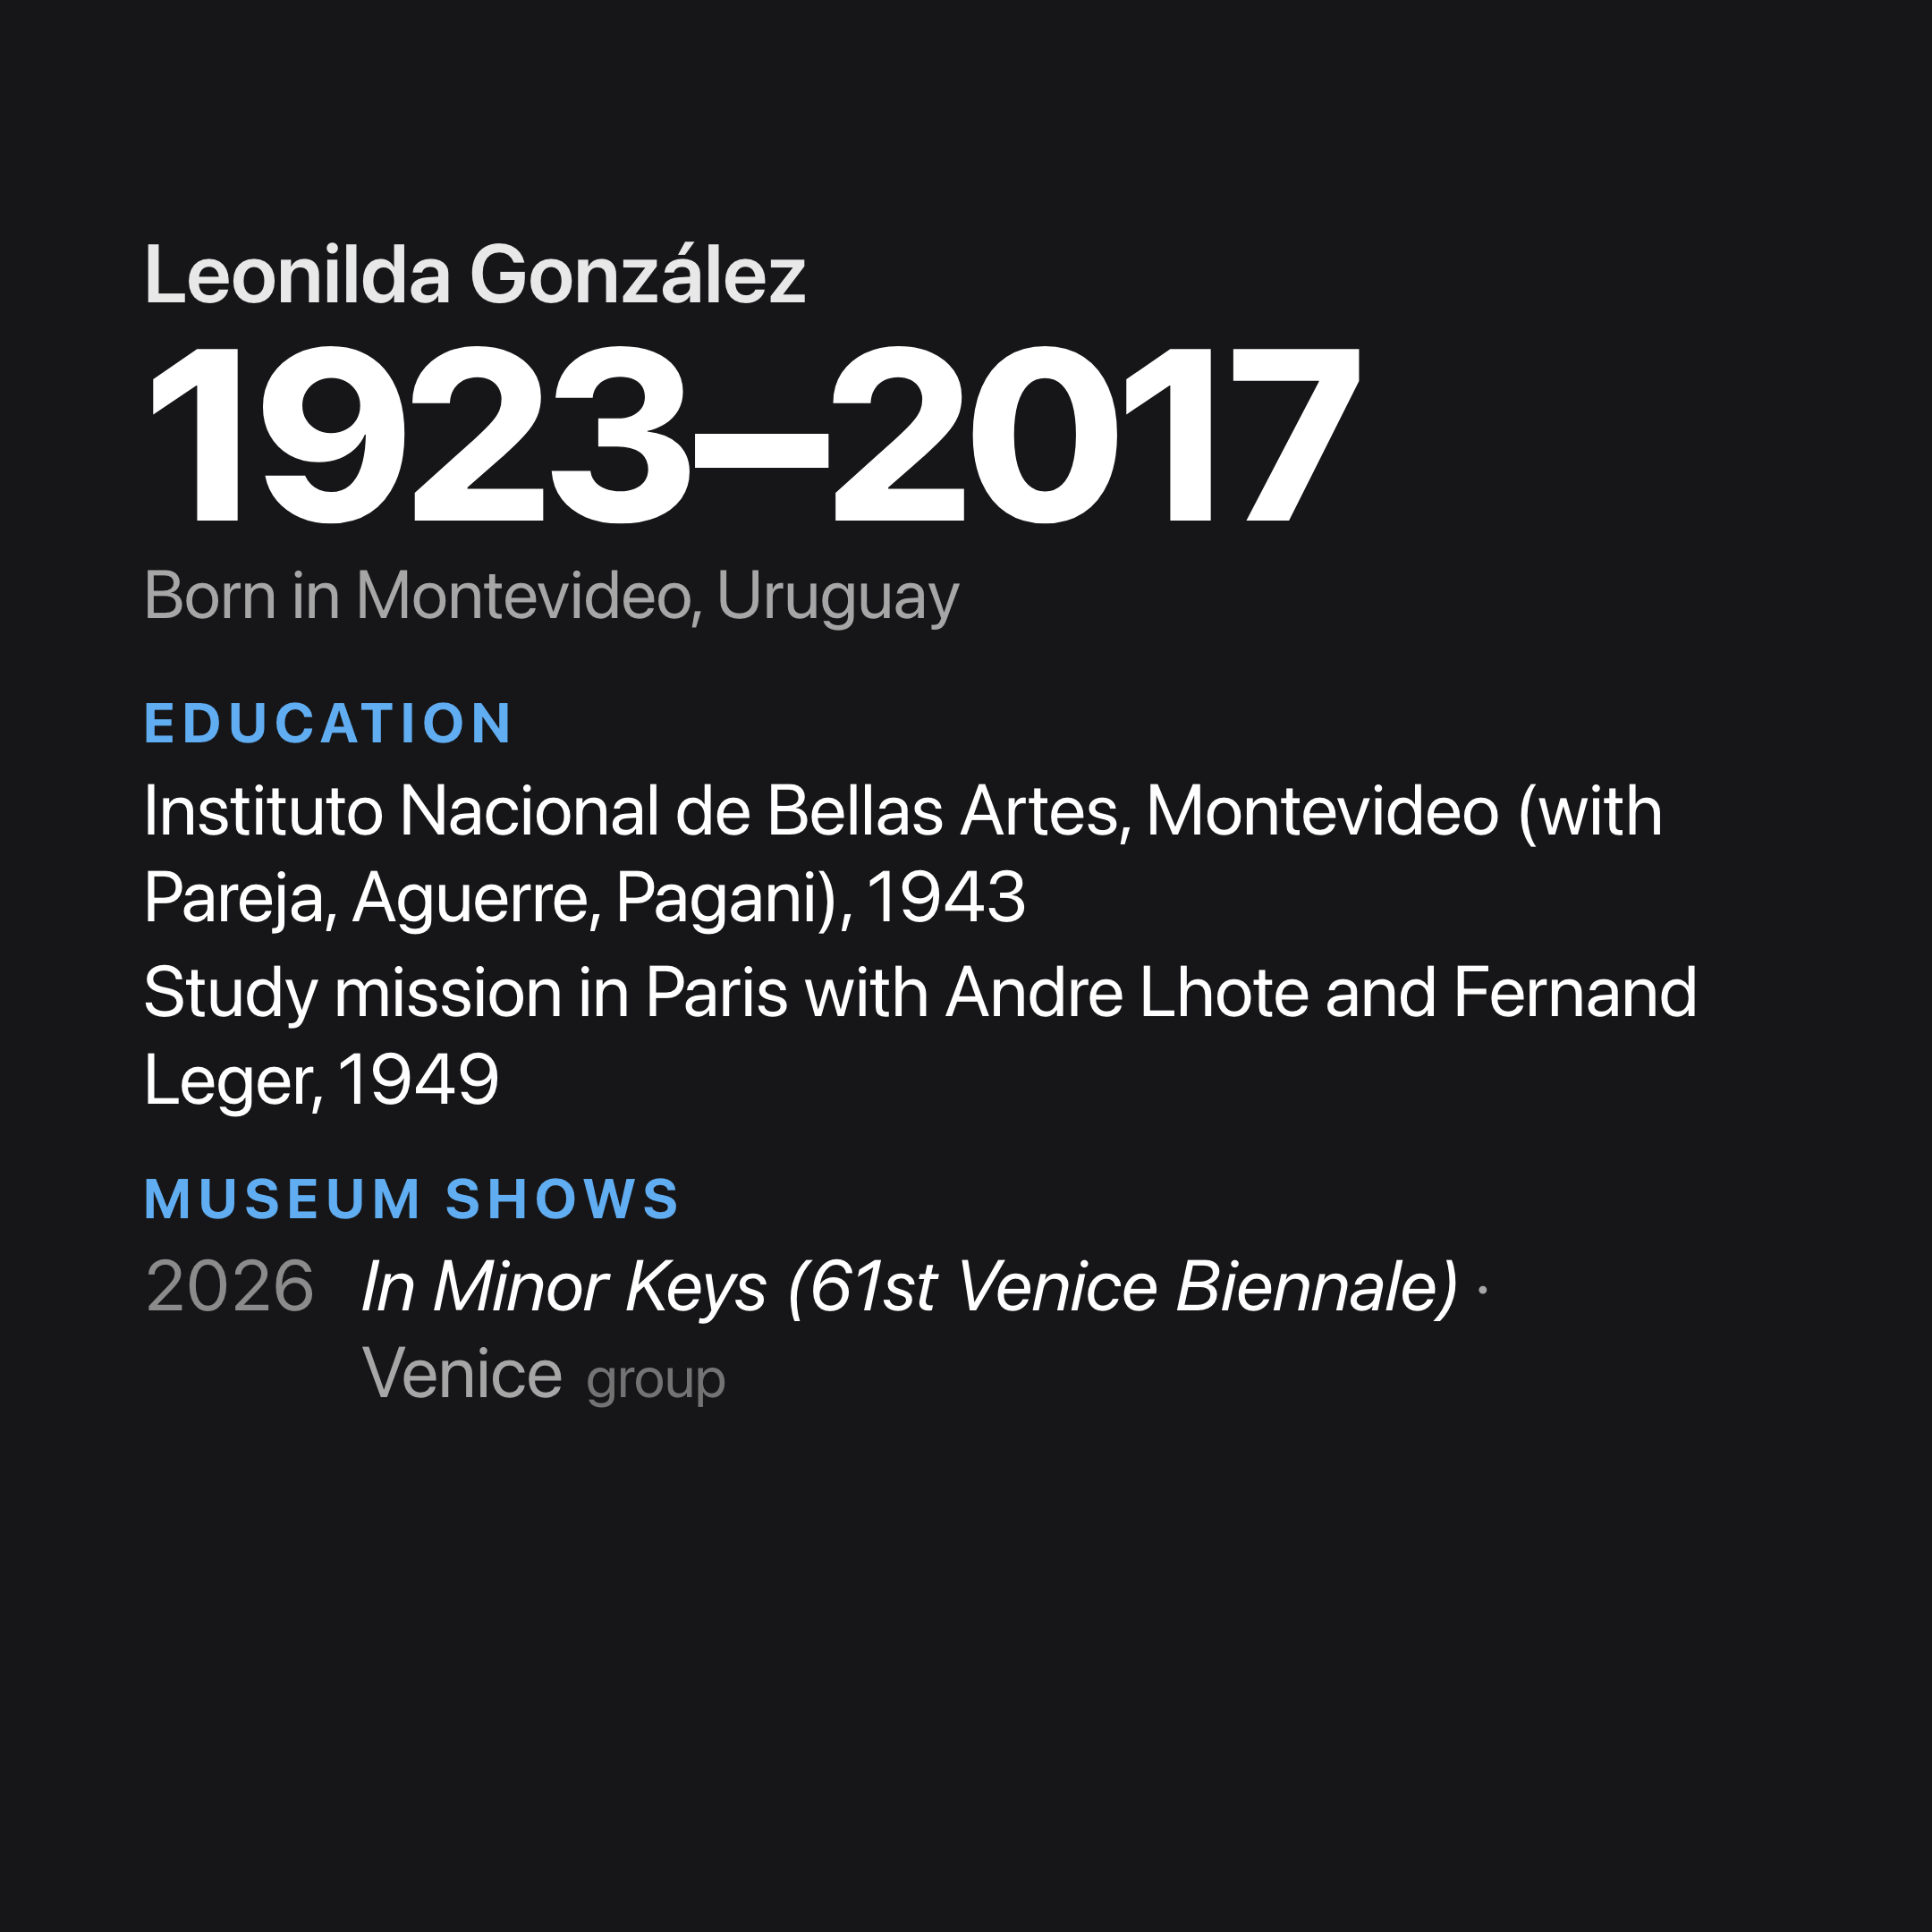 Leonilda González
1923–2017
Born in Montevideo, Uruguay
EDUCATION
Instituto Nacional de Bellas Artes, Montevideo (with
Pareja, Aguerre, Pagani), 1943
Study mission in Paris with Andre Lhote and Fernand
Leger, 1949
MUSEUM SHOWS
2026 In Minor Keys (61st Venice Biennale) ·
Venice group